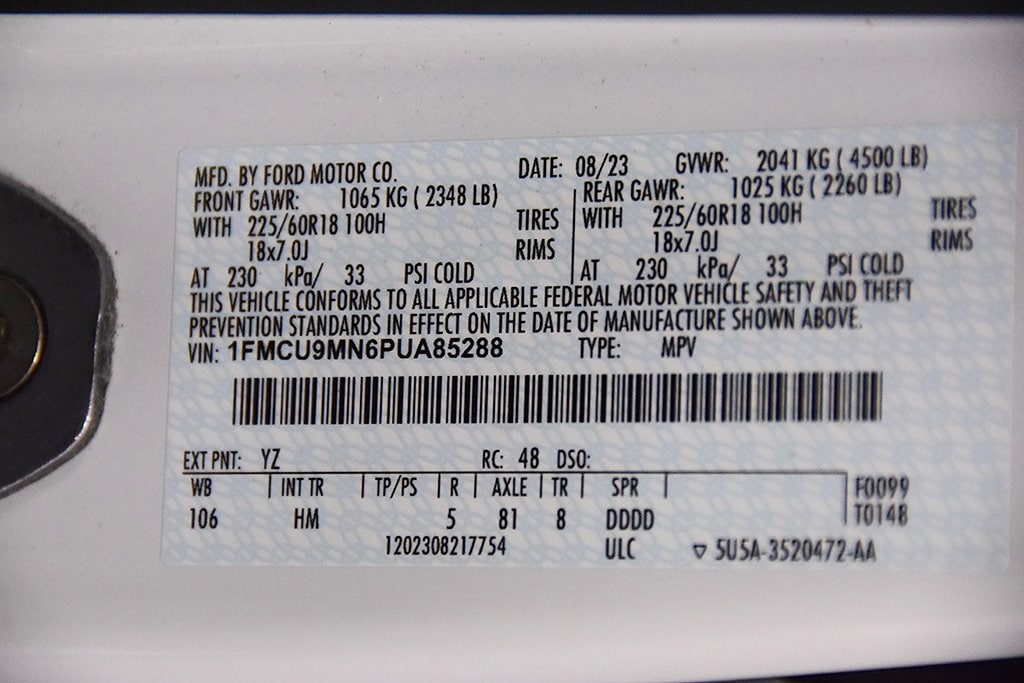 MFD. BY FORD MOTOR CO. DATE: 08/23 GVWR: 2041 KG ( 4500 LB)
FRONT GAWR: 1065 KG ( 2348 LB) REAR GAWR: 1025 KG ( 2260 LB)
WITH 225/60R18 100H TIRES WITH 225/60R18 100H TIRES
18x7.0J RIMS 18x7.0J RIMS
AT 230 kPa/ 33 PSI COLD AT 230 kPa/ 33 PSI COLD
THIS VEHICLE CONFORMS TO ALL APPLICABLE FEDERAL MOTOR VEHICLE SAFETY AND THEFT
PREVENTION STANDARDS IN EFFECT ON THE DATE OF MANUFACTURE SHOWN ABOVE.
VIN: 1FMCU9MN6PUA85288 TYPE: MPV
EXT PNT: YZ RC: 48 DSO:
WB INT TR TP/PS R AXLE TR SPR F0099
106 HM 5 81 8 DDDD T0148
1202308217754 ULC ▽ 5U5A-3520472-AA